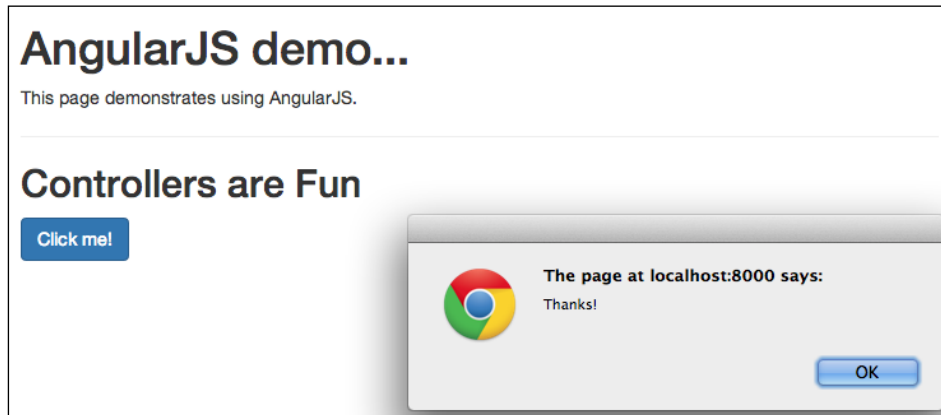 AngularJS demo...
This page demonstrates using AngularJS.
Controllers are Fun
Click me!
The page at localhost:8000 says:
Thanks!
OK